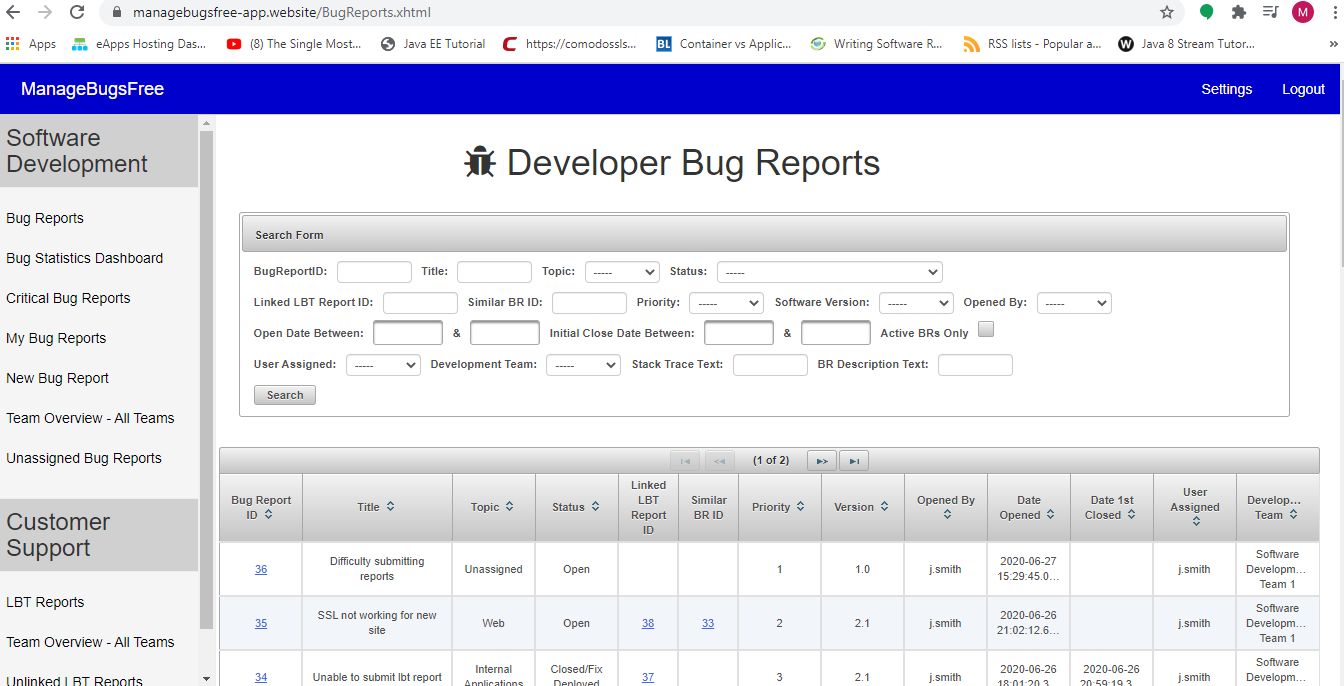 managebugsfree-app.website/BugReports.xhtml
M
Apps eApps Hosting Das... (8) The Single Most... Java EE Tutorial https://comodossls... BL Container vs Applic... Writing Software R... RSS lists - Popular a... W Java 8 Stream Tutor... »
ManageBugsFree Settings Logout
Software
Development
Bug Reports
Bug Statistics Dashboard
Critical Bug Reports
My Bug Reports
New Bug Report
Team Overview - All Teams
Unassigned Bug Reports
Customer
Support
LBT Reports
Team Overview - All Teams
Unlinked LBT Reports
Developer Bug Reports
Search Form
BugReportID: Title: Topic: ----- Status: -----
Linked LBT Report ID: Similar BR ID: Priority: ----- Software Version: ----- Opened By: -----
Open Date Between: & Initial Close Date Between: & Active BRs Only
User Assigned: ----- Development Team: ----- Stack Trace Text: BR Description Text:
Search
(1 of 2)
Bug Report
ID
Title
Topic
Status
Linked
LBT
Report
ID
Similar
BR ID
Priority
Version
Opened By
Date
Opened
Date 1st
Closed
User
Assigned
Develop...
Team
36
Difficulty submitting
reports
Unassigned
Open
1
1.0
j.smith
2020-06-27
15:29:45.0...
j.smith
Software
Developm...
Team 1
35
SSL not working for new
site
Web
Open
38
33
2
2.1
j.smith
2020-06-26
21:02:12.6...
j.smith
Software
Developm...
Team 1
34
Unable to submit lbt report
Internal
Applications
Closed/Fix
Deployed
37
3
2.1
j.smith
2020-06-26
18:01:20.3...
2020-06-26
20:59:19.3...
j.smith
Software
Developm...